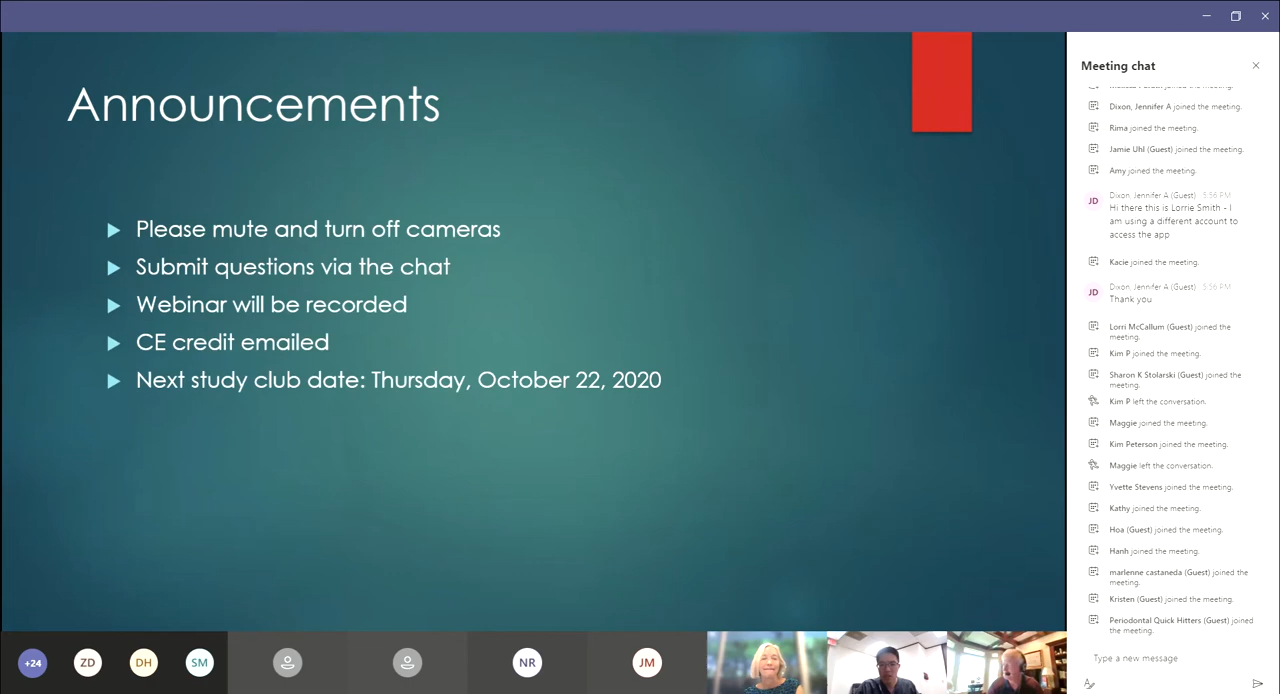 Announcements
Please mute and turn off cameras
Submit questions via the chat
Webinar will be recorded
CE credit emailed
Next study club date: Thursday, October 22, 2020
+24
ZD
DH
SM
NR
JM
Meeting chat
joined the meeting.
Dixon, Jennifer A joined the meeting.
Rima joined the meeting.
Jamie Uhl (Guest) joined the meeting.
Amy joined the meeting.
JD
Dixon, Jennifer A (Guest) 5:56 PM
Hi there this is Lorrie Smith - I
am using a different account to
access the app
Kacie joined the meeting.
JD
Dixon, Jennifer A (Guest) 5:56 PM
Thank you
Lorri McCallum (Guest) joined the
meeting.
Kim P joined the meeting.
Sharon K Stolarski (Guest) joined the
meeting.
Kim P left the conversation.
Maggie joined the meeting.
Kim Peterson joined the meeting.
Maggie left the conversation.
Yvette Stevens joined the meeting.
Kathy joined the meeting.
Hoa (Guest) joined the meeting.
Hanh joined the meeting.
marlenne castaneda (Guest) joined the
meeting.
Kristen (Guest) joined the meeting.
Periodontal Quick Hitters (Guest) joined
the meeting.
Type a new message